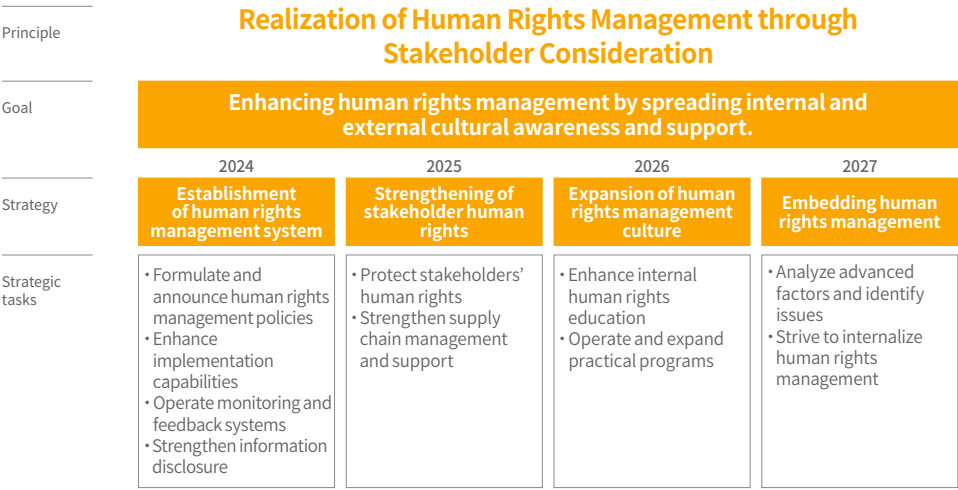 Principle
Realization of Human Rights Management through
Stakeholder Consideration
Goal
Enhancing human rights management by spreading internal and
external cultural awareness and support.
2024
2025
2026
2027
Strategy
Establishment
of human rights
management system
Strengthening of
stakeholder human
rights
Expansion of human
rights management
culture
Embedding human
rights management
Strategic
tasks
• Formulate and
announce human rights
management policies
• Enhance
implementation
capabilities
• Operate monitoring and
feedback systems
• Strengthen information
disclosure
• Protect stakeholders’
human rights
• Strengthen supply
chain management
and support
• Enhance internal
human rights
education
• Operate and expand
practical programs
• Analyze advanced
factors and identify
issues
• Strive to internalize
human rights
management